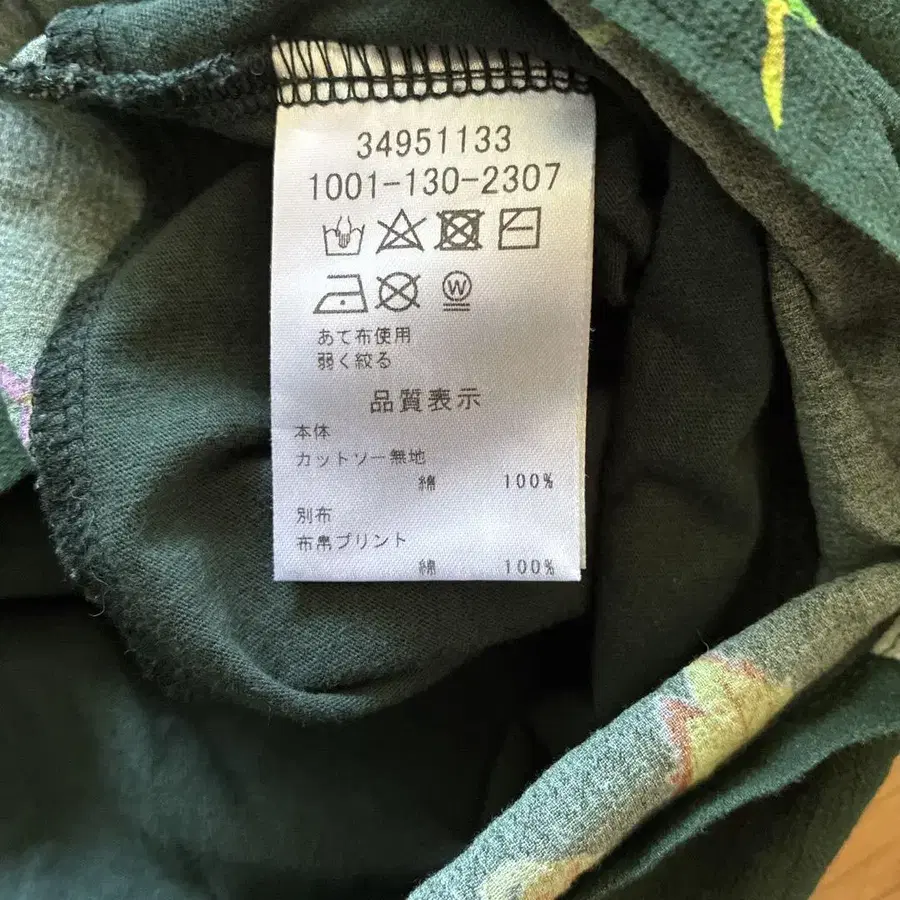 34951133
1001-130-2307
W
あて布使用
弱く絞る
品質表示
本体
カットソー無地
綿 100%
別布
布帛プリント
綿 100%